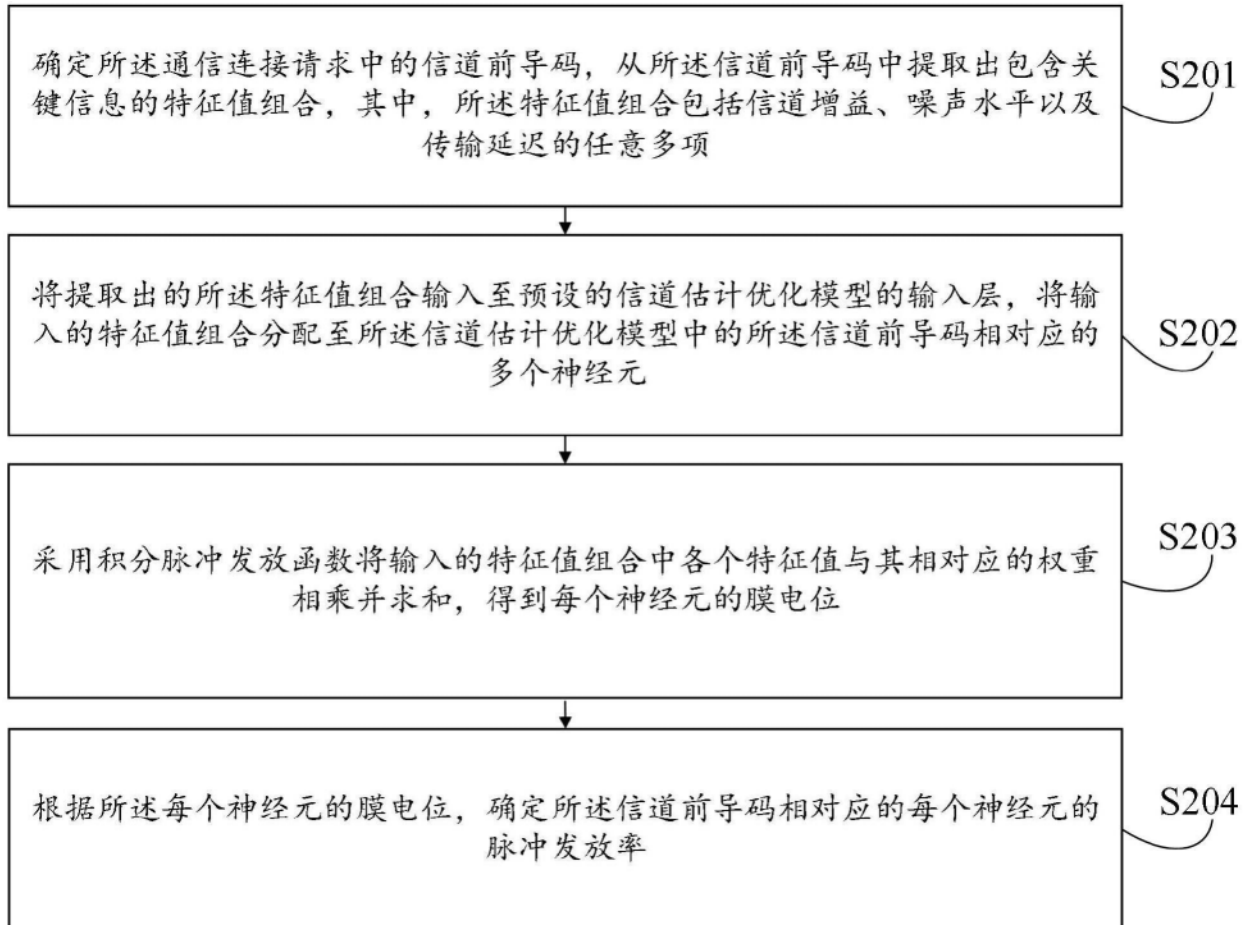 确定所述通信连接请求中的信道前导码，从所述信道前导码中提取出包含关
键信息的特征值组合，其中，所述特征值组合包括信道增益、噪声水平以及
传输延迟的任意多项
S201
将提取出的所述特征值组合输入至预设的信道估计优化模型的输入层，将输
入的特征值组合分配至所述信道估计优化模型中的所述信道前导码相对应的
多个神经元
S202
采用积分脉冲发放函数将输入的特征值组合中各个特征值与其相对应的权重
相乘并求和，得到每个神经元的膜电位
S203
根据所述每个神经元的膜电位，确定所述信道前导码相对应的每个神经元的
脉冲发放率
S204